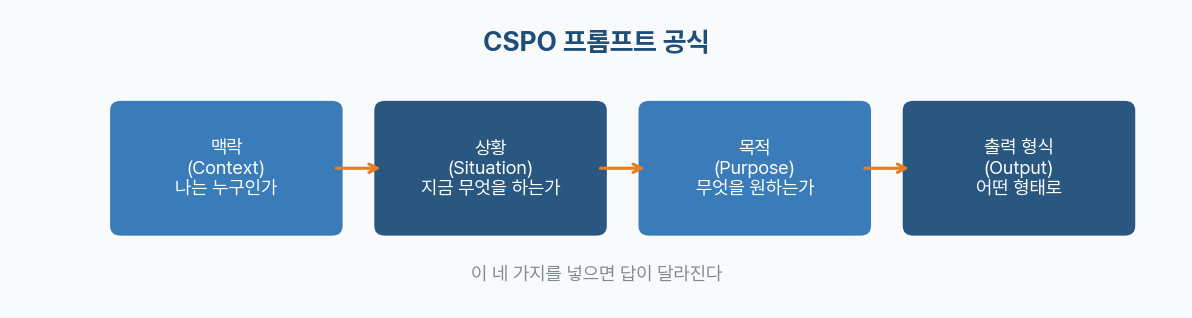 CSPO 프롬프트 공식
맥락
(Context)
나는 누구인가
상황
(Situation)
지금 무엇을 하는가
목적
(Purpose)
무엇을 원하는가
출력 형식
(Output)
어떤 형태로
이 네 가지를 넣으면 답이 달라진다